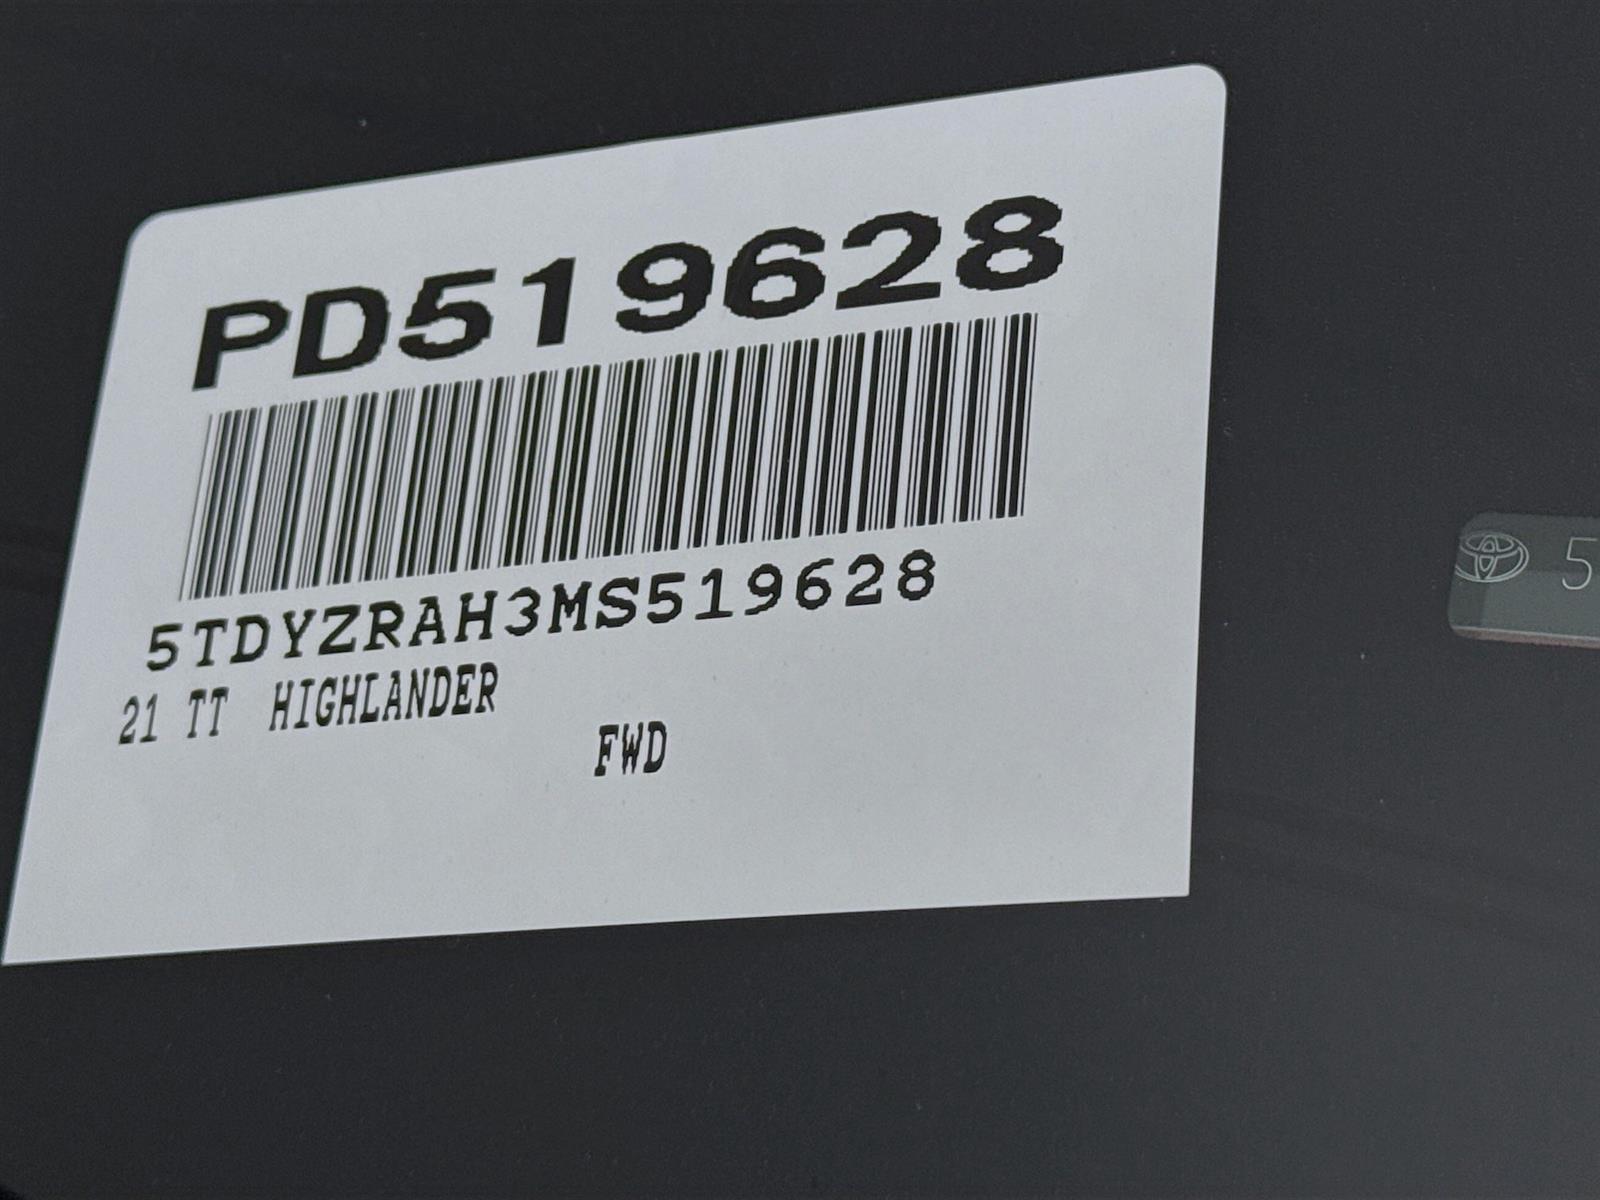 PD519628
5TDYZRAH3MS519628
21 TT HIGHLANDER
FWD
5